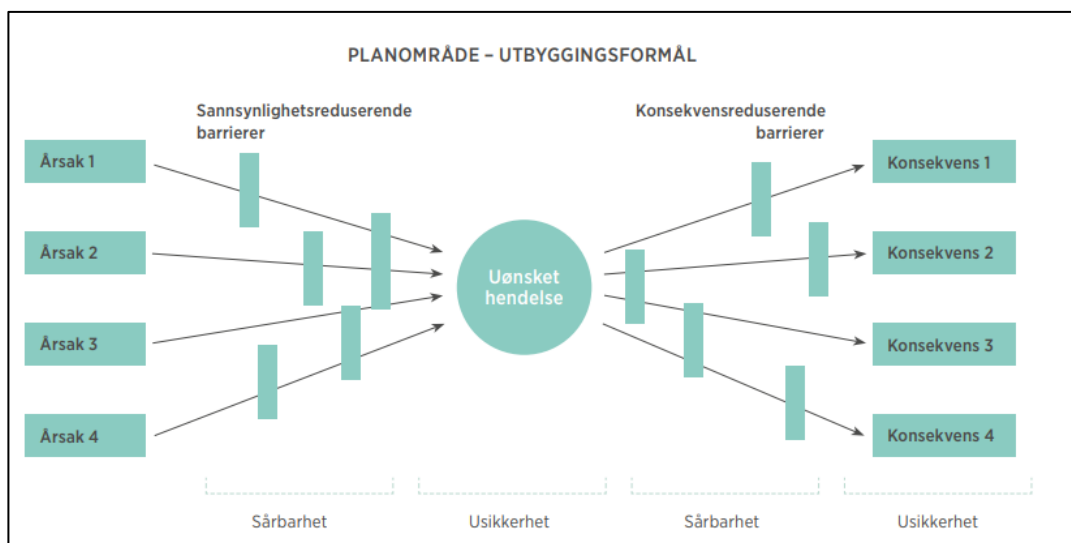 PLANOMRÅDE – UTBYGGINGSFORMÅL
Sannsynlighetsreduserende
barrierer
Konsekvensreduserende
barrierer
Årsak 1
Årsak 2
Årsak 3
Årsak 4
Uønsket
hendelse
Konsekvens 1
Konsekvens 2
Konsekvens 3
Konsekvens 4
Sårbarhet
Usikkerhet
Sårbarhet
Usikkerhet